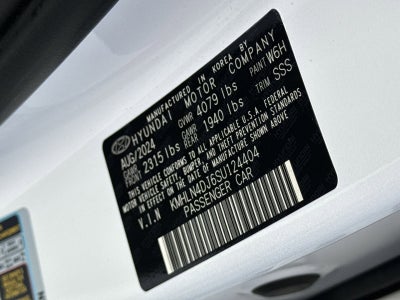 MANUFACTURED IN KOREA BY
HYUNDAI MOTOR COMPANY
AUG/2024 GVWR 4079 lbs PAINT W6H
GAWR FRONT 2315 lbs GAWR REAR 1940 lbs TRIM SSS
THIS VEHICLE CONFORMS TO ALL APPLICABLE U.S.A. FEDERAL
MOTOR VEHICLE SAFETY, BUMPER AND THEFT PREVENTION STANDARDS
IN EFFECT ON THE DATE OF MANUFACTURE SHOWN ABOVE.
V.I.N KMHLN4DJ6SU124404
PASSENGER CAR